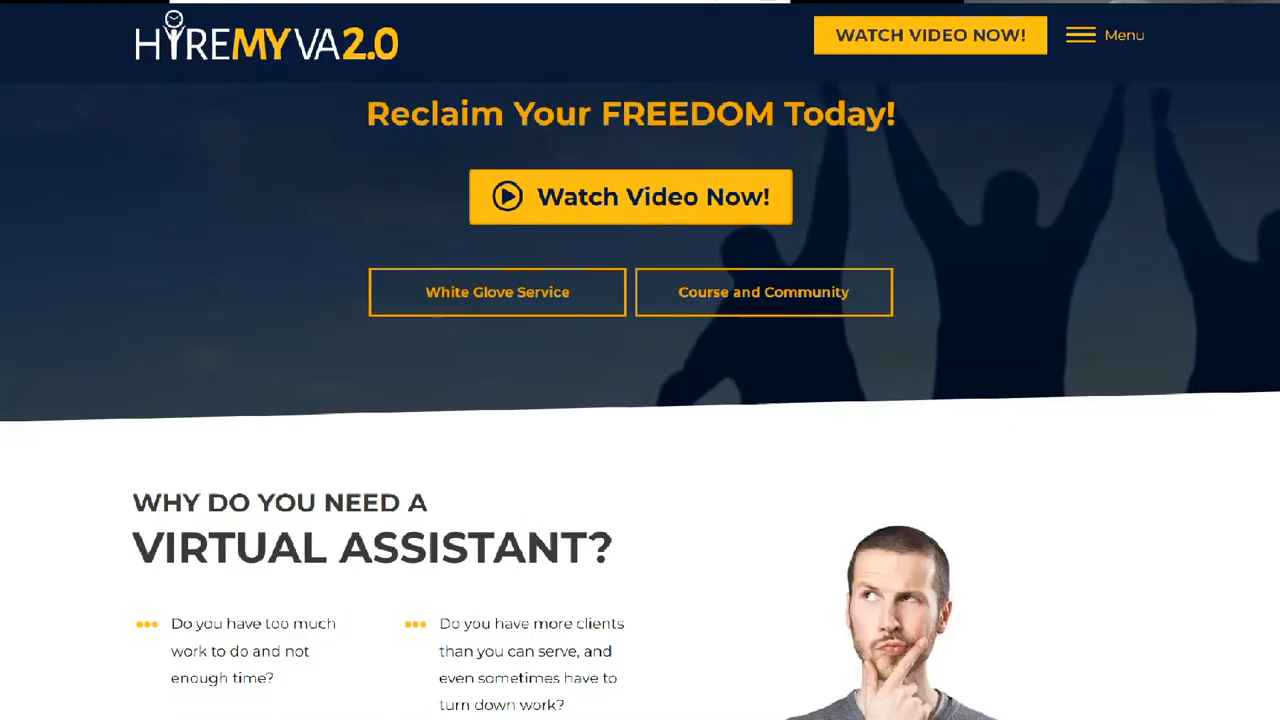 HIREMYVA2.0
WATCH VIDEO NOW!
Menu
Reclaim Your FREEDOM Today!
Watch Video Now!
White Glove Service
Course and Community
WHY DO YOU NEED A
VIRTUAL ASSISTANT?
Do you have too much
work to do and not
enough time?
Do you have more clients
than you can serve, and
even sometimes have to
turn down work?